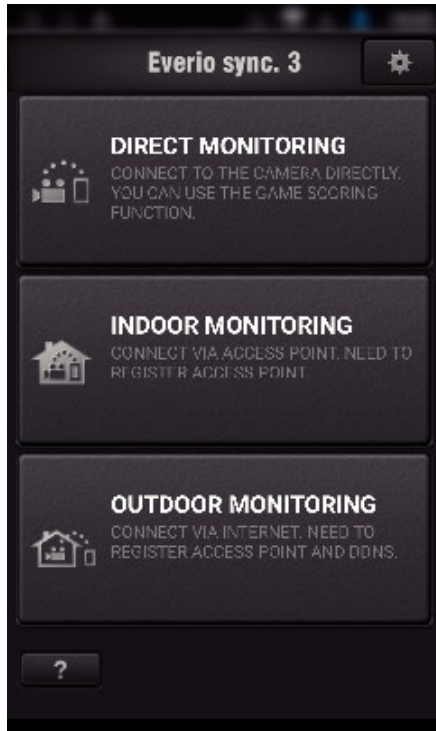 Everio sync. 3
DIRECT MONITORING
CONNECT TO THE CAMERA DIRECTLY.
YOU CAN USE THE GAME SCORING
FUNCTION.
INDOOR MONITORING
CONNECT VIA ACCESS POINT. NEED TO
REGISTER ACCESS POINT.
OUTDOOR MONITORING
CONNECT VIA INTERNET. NEED TO
REGISTER ACCESS POINT AND DDNS.
?